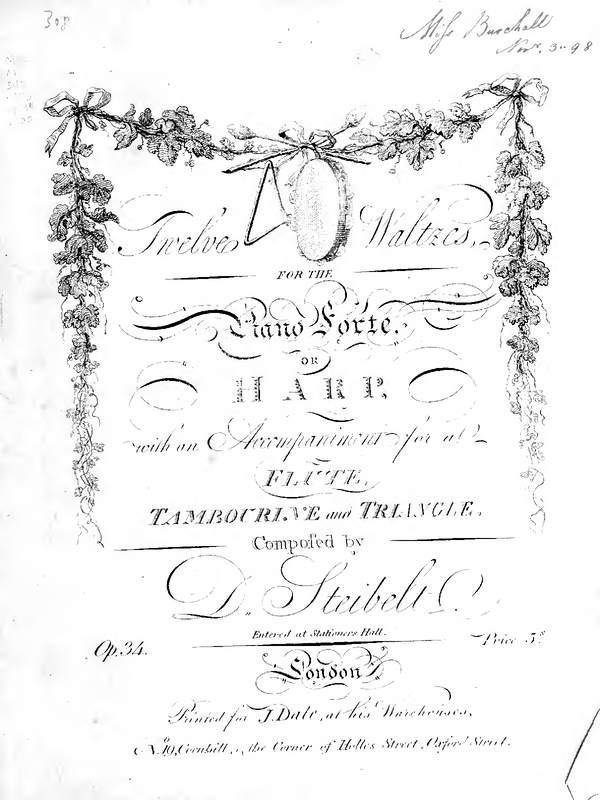 308
Miss Burchall
Novr. 3.. 98
Twelve Waltzes,
FOR THE
Piano Forte,
OR
HARP,
with an Accompaniment for a
FLUTE,
TAMBOURINE and TRIANGLE,
Composed by
D. Steibelt.
Entered at Stationers Hall.
Op. 34. Price 5s
London
Printed for J. Dale, at his Warehouses,
No. 19, Cornhill, & the Corner of Holles Street, Oxford Street.